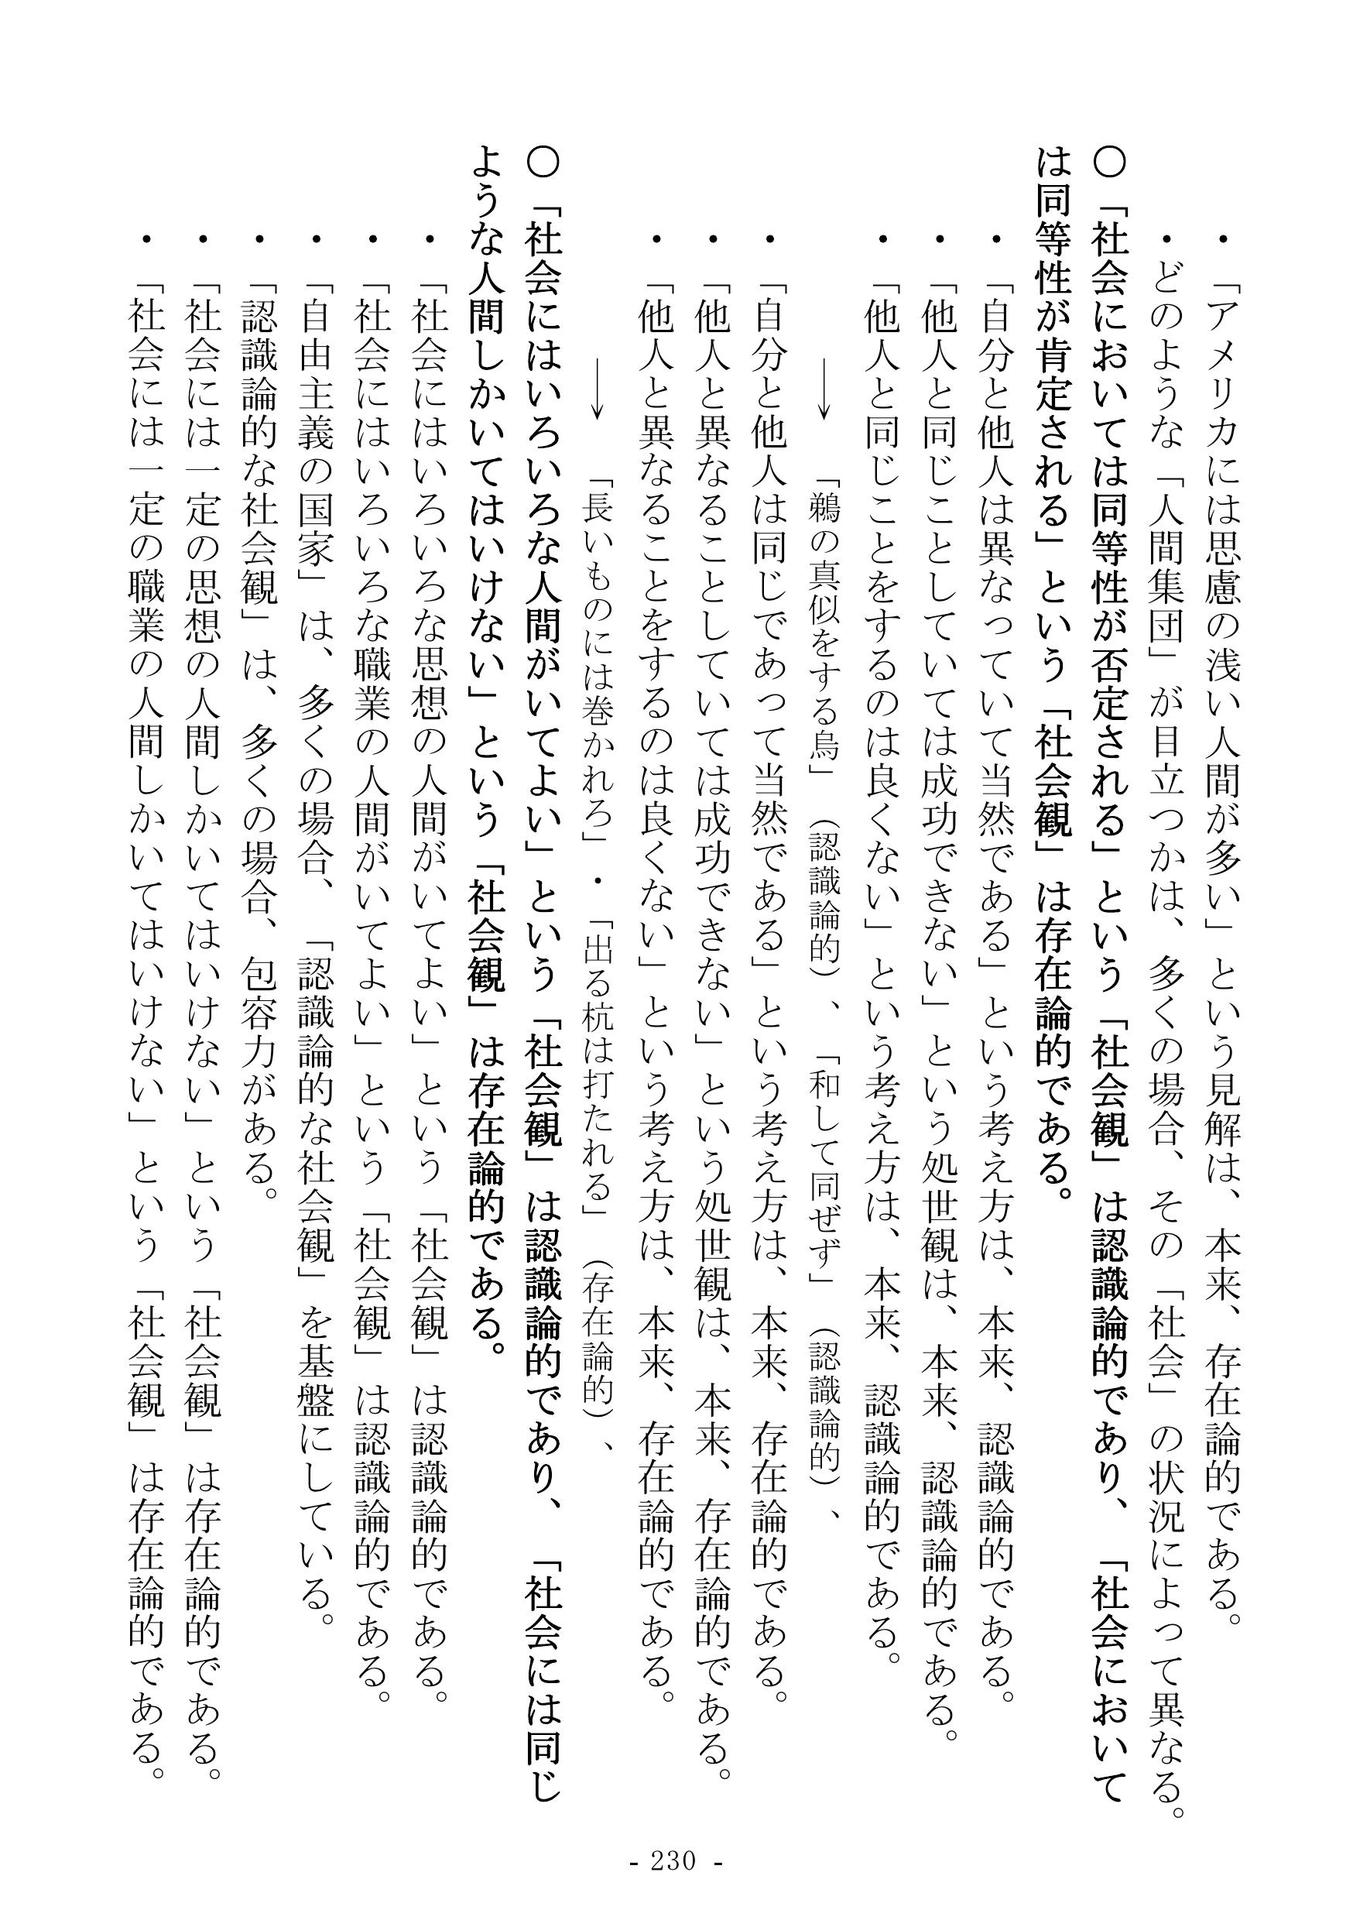 ・「アメリカには思慮の浅い人間が多い」という見解は、本来、存在論的である。
・どのような「人間集団」が目立つかは、多くの場合、その「社会」の状況によって異なる。
〇「社会においては同等性が否定される」という「社会観」は認識論的であり、「社会において
は同等性が肯定される」という「社会観」は存在論的である。
・「自分と他人は異なっていて当然である」という考え方は、本来、認識論的である。
・「他人と同じことしていては成功できない」という処世観は、本来、認識論的である。
・「他人と同じことをするのは良くない」という考え方は、本来、認識論的である。
→「鵜の真似をする烏」（認識論的）、「和して同ぜず」（認識論的）、
・「自分と他人は同じであって当然である」という考え方は、本来、存在論的である。
・「他人と異なることしていては成功できない」という処世観は、本来、存在論的である。
・「他人と異なることをするのは良くない」という考え方は、本来、存在論的である。
→「長いものには巻かれろ」・「出る杭は打たれる」（存在論的）、
〇「社会にはいろいろな人間がいてよい」という「社会観」は認識論的であり、「社会には同じ
ような人間しかいてはいけない」という「社会観」は存在論的である。
・「社会にはいろいろな思想の人間がいてよい」という「社会観」は認識論的である。
・「社会にはいろいろな職業の人間がいてよい」という「社会観」は認識論的である。
・「自由主義の国家」は、多くの場合、「認識論的な社会観」を基盤にしている。
・「認識論的な社会観」は、多くの場合、包容力がある。
・「社会には一定の思想の人間しかいてはいけない」という「社会観」は存在論的である。
・「社会には一定の職業の人間しかいてはいけない」という「社会観」は存在論的である。
- 230 -